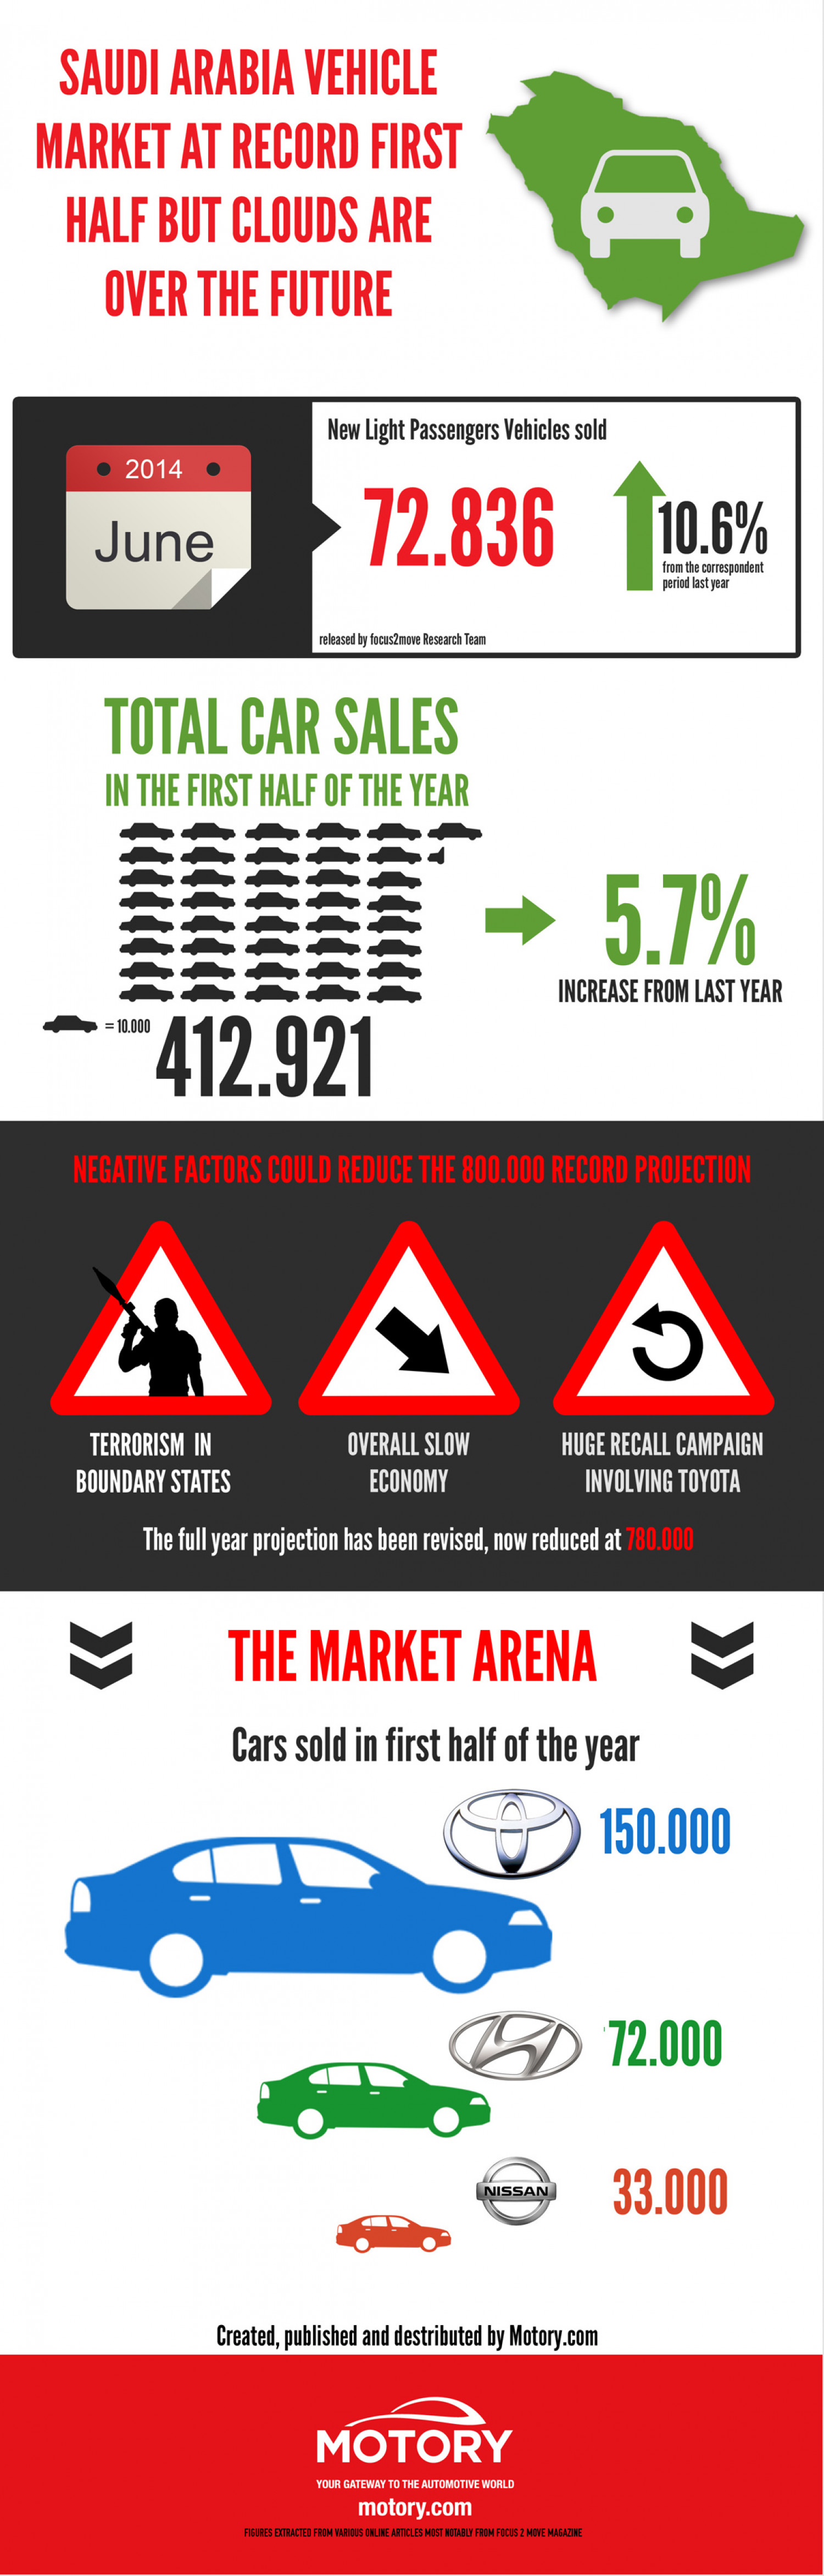 SAUDI ARABIA VEHICLE
MARKET AT RECORD FIRST
HALF BUT CLOUDS ARE
OVER THE FUTURE
2014
June
New Light Passengers Vehicles sold
72.836
10.6%
from the correspondent
period last year
released by focus2move Research Team
TOTAL CAR SALES
IN THE FIRST HALF OF THE YEAR
5.7%
INCREASE FROM LAST YEAR
= 10.000
412.921
NEGATIVE FACTORS COULD REDUCE THE 800.000 RECORD PROJECTION
TERRORISM IN
BOUNDARY STATES
OVERALL SLOW
ECONOMY
HUGE RECALL CAMPAIGN
INVOLVING TOYOTA
The full year projection has been revised, now reduced at 780.000
THE MARKET ARENA
Cars sold in first half of the year
150.000
72.000
NISSAN
33.000
Created, published and destributed by Motory.com
MOTORY
YOUR GATEWAY TO THE AUTOMOTIVE WORLD
motory.com
FIGURES EXTRACTED FROM VARIOUS ONLINE ARTICLES MOST NOTABLY FROM FOCUS 2 MOVE MAGAZINE